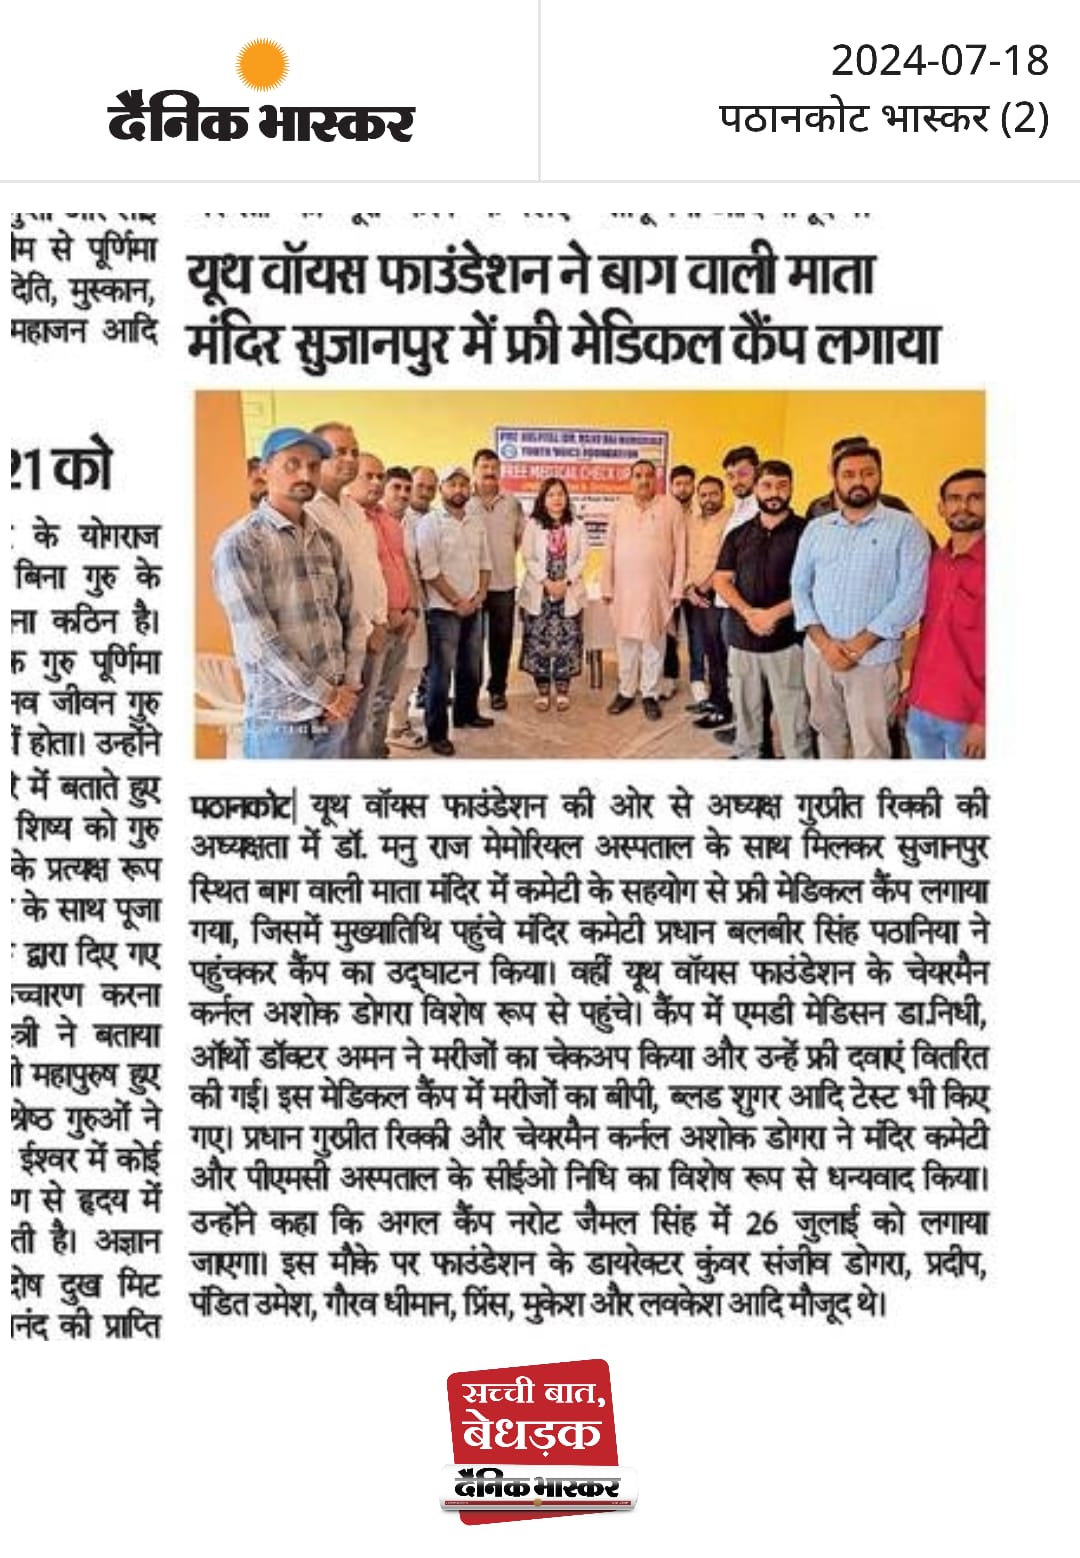 दैनिक भास्कर
2024-07-18
पठानकोट भास्कर (2)
से पूर्णिमा
मुस्कान,
महाजन आदि
21 को
के योगराज
बिना गुरु के
कठिन है।
गुरु पूर्णिमा
जीवन गुरु
होता। उन्होंने
में बताते हुए
शिष्य को गुरु
के प्रत्यक्ष रूप
के साथ पूजा
द्वारा दिए गए
करना
ने बताया
महापुरुष हुए
गुरुओं ने
ईश्वर में कोई
से हृदय में
है। अज्ञान
दुख मिट
की प्राप्ति
यूथ वॉयस फाउंडेशन ने बाग वाली माता
मंदिर सुजानपुर में फ्री मेडिकल कैंप लगाया
YOUTH VOICE FOUNDATION
FREE MEDICAL CHECK UP
पठानकोट| यूथ वॉयस फाउंडेशन की ओर से अध्यक्ष गुरप्रीत रिक्की की
अध्यक्षता में डॉ. मनु राज मेमोरियल अस्पताल के साथ मिलकर सुजानपुर
स्थित बाग वाली माता मंदिर में कमेटी के सहयोग से फ्री मेडिकल कैंप लगाया
गया, जिसमें मुख्यातिथि पहुंचे मंदिर कमेटी प्रधान बलबीर सिंह पठानिया ने
पहुंचकर कैंप का उद्घाटन किया। वहीं यूथ वॉयस फाउंडेशन के चेयरमैन
कर्नल अशोक डोगरा विशेष रूप से पहुंचे। कैंप में एमडी मेडिसन डा.निधी,
ऑर्थो डॉक्टर अमन ने मरीजों का चेकअप किया और उन्हें फ्री दवाएं वितरित
की गई। इस मेडिकल कैंप में मरीजों का बीपी, ब्लड शुगर आदि टेस्ट भी किए
गए। प्रधान गुरप्रीत रिक्की और चेयरमैन कर्नल अशोक डोगरा ने मंदिर कमेटी
और पीएमसी अस्पताल के सीईओ निधि का विशेष रूप से धन्यवाद किया।
उन्होंने कहा कि अगल कैंप नरोट जैमल सिंह में 26 जुलाई को लगाया
जाएगा। इस मौके पर फाउंडेशन के डायरेक्टर कुंवर संजीव डोगरा, प्रदीप,
पंडित उमेश, गौरव धीमान, प्रिंस, मुकेश और लवकेश आदि मौजूद थे।
सच्ची बात,
बेधड़क
दैनिक भास्कर